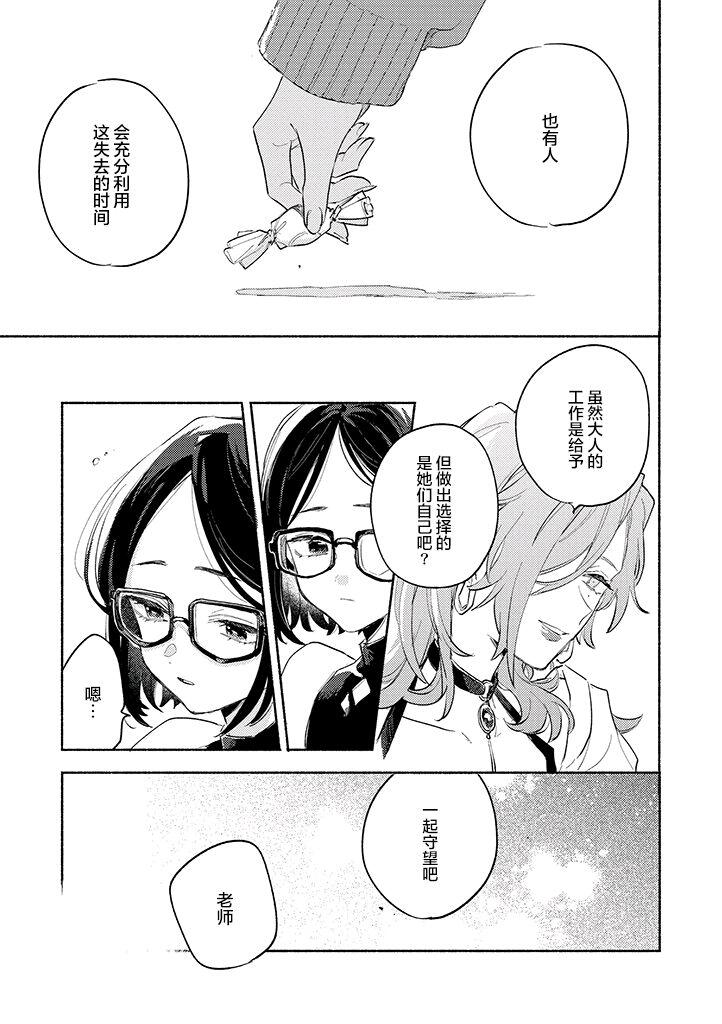 也有人
会充分利用
这失去的时间
虽然大人的
工作是给予
但做出选择的
是她们自己吧？
嗯…
一起守望吧
老师